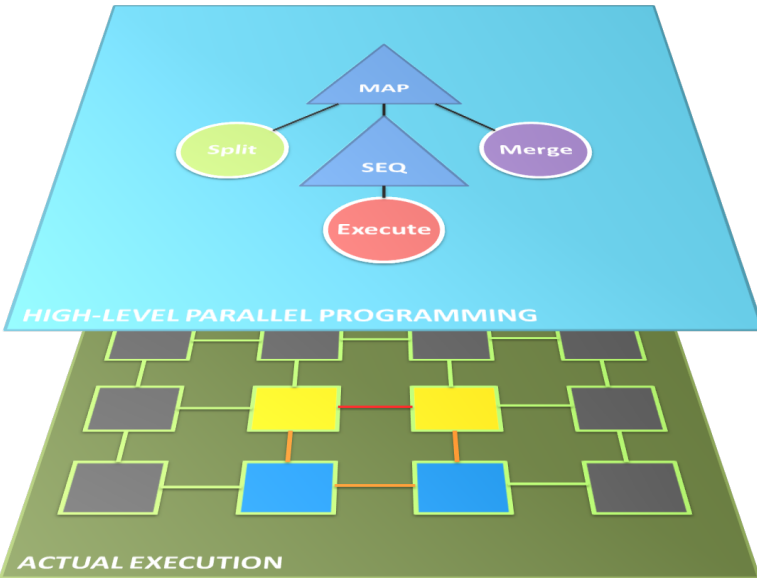 MAP
Split
SEQ
Merge
Execute
HIGH-LEVEL PARALLEL PROGRAMMING
ACTUAL EXECUTION